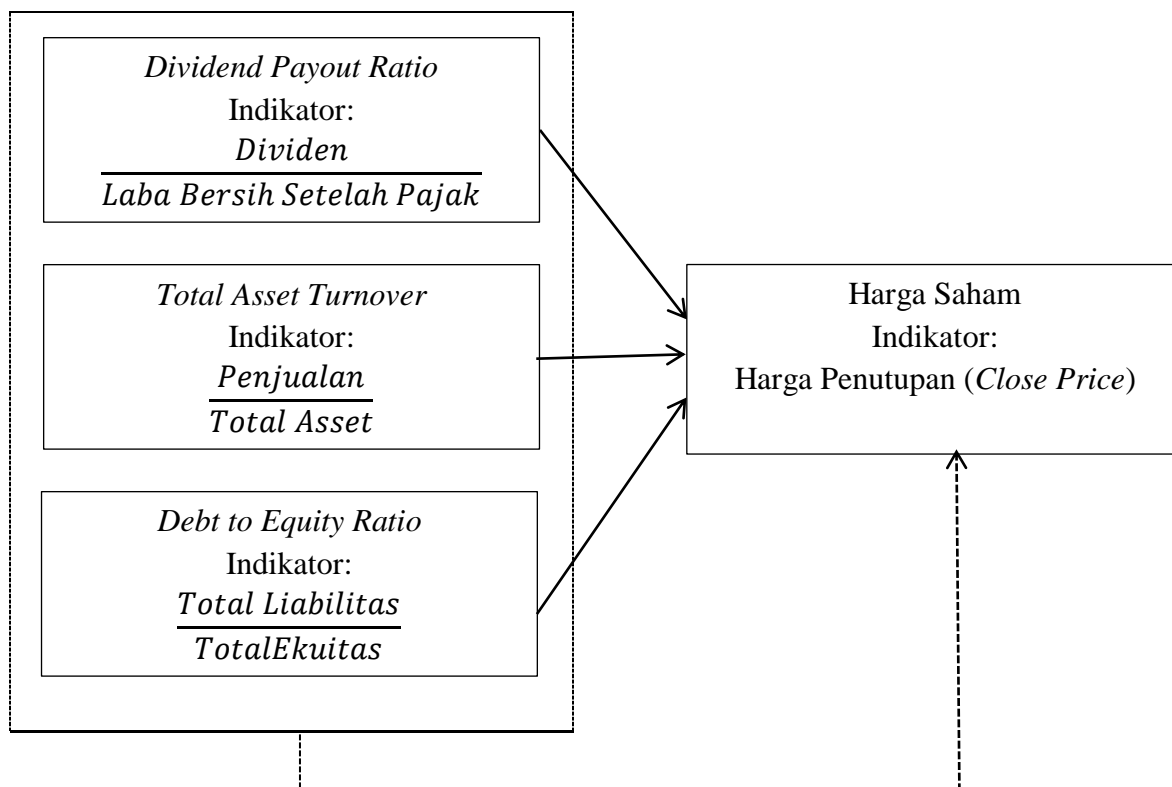 Dividend Payout Ratio
Indikator:
Dividen
Laba Bersih Setelah Pajak
Total Asset Turnover
Indikator:
Penjualan
Total Asset
Debt to Equity Ratio
Indikator:
Total Liabilitas
TotalEkuitas
Harga Saham
Indikator:
Harga Penutupan (Close Price)